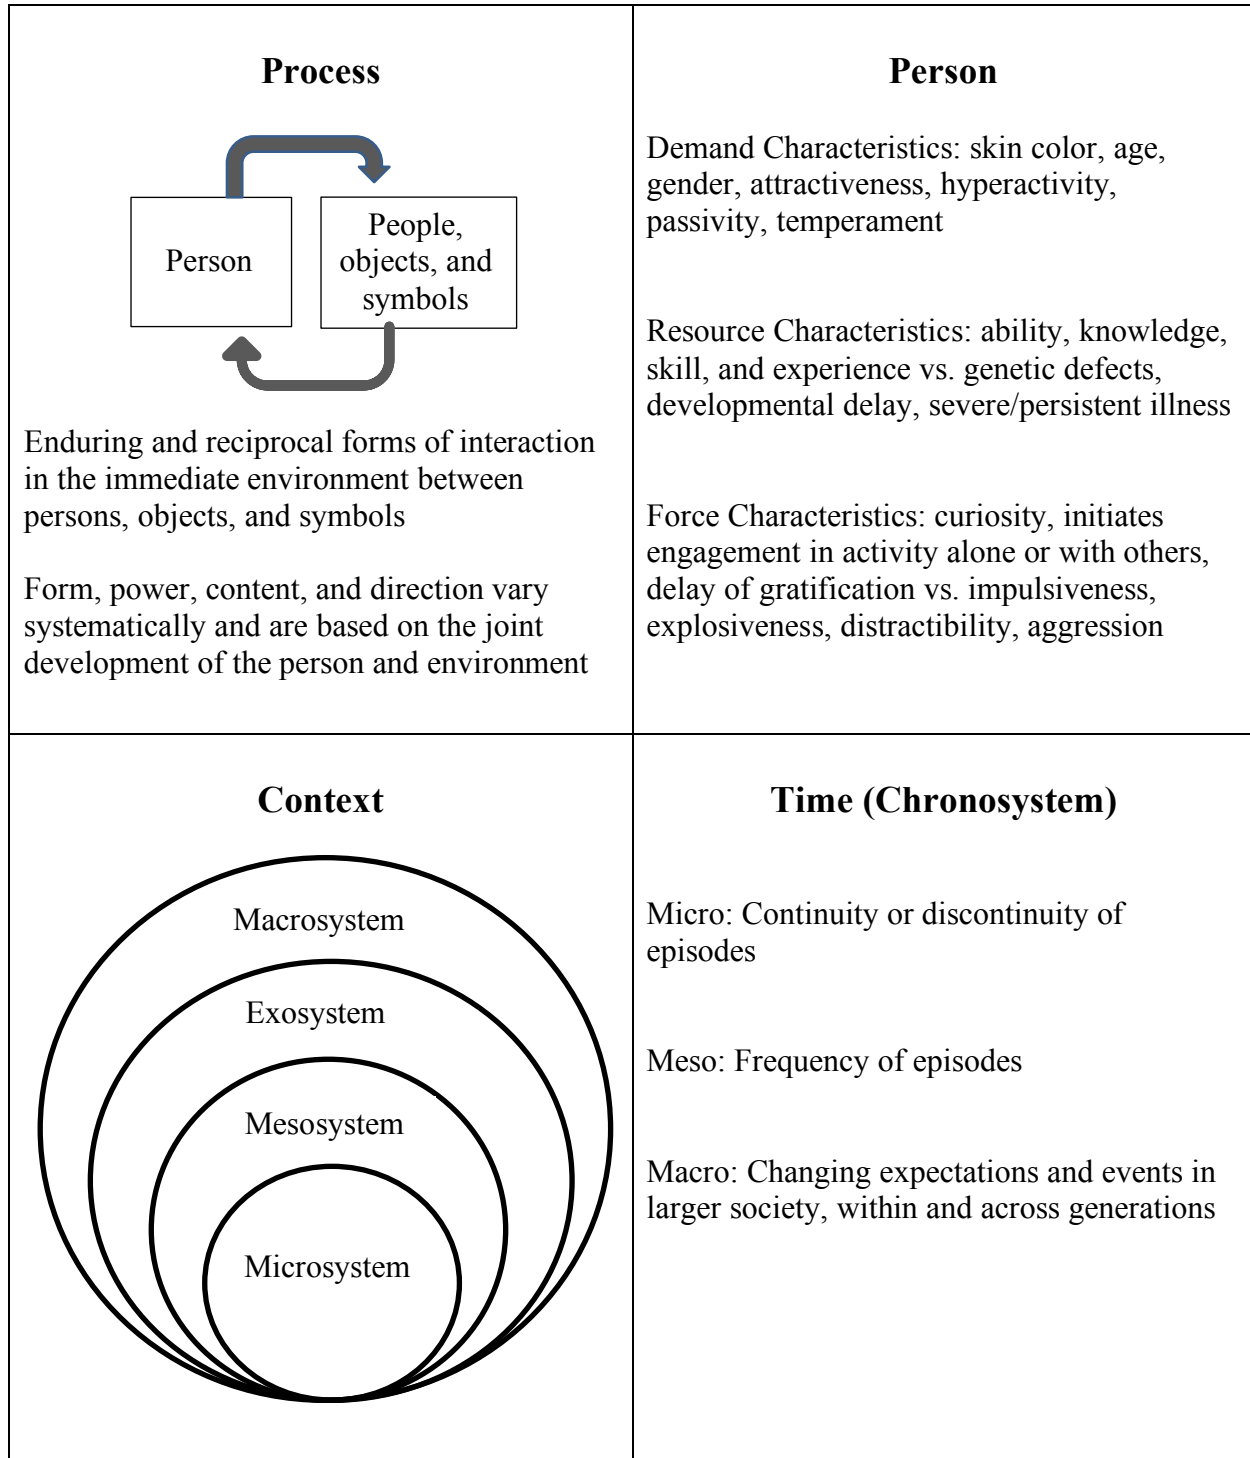 Process
Person
People,
objects, and
symbols
Enduring and reciprocal forms of interaction
in the immediate environment between
persons, objects, and symbols
Form, power, content, and direction vary
systematically and are based on the joint
development of the person and environment
Person
Demand Characteristics: skin color, age,
gender, attractiveness, hyperactivity,
passivity, temperament
Resource Characteristics: ability, knowledge,
skill, and experience vs. genetic defects,
developmental delay, severe/persistent illness
Force Characteristics: curiosity, initiates
engagement in activity alone or with others,
delay of gratification vs. impulsiveness,
explosiveness, distractibility, aggression
Context
Macrosystem
Exosystem
Mesosystem
Microsystem
Time (Chronosystem)
Micro: Continuity or discontinuity of
episodes
Meso: Frequency of episodes
Macro: Changing expectations and events in
larger society, within and across generations